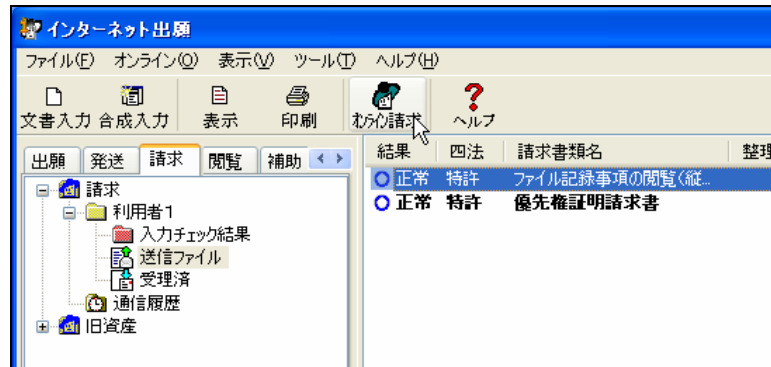 インターネット出願
ファイル(F) オンライン(O) 表示(V) ツール(T) ヘルプ(H)
文書入力 合成入力 表示 印刷 オンライン請求 ヘルプ
出願 発送 請求 閲覧 補助
結果 四法 請求書類名 整理
正常 特許 ファイル記録事項の閲覧(縦...
正常 特許 優先権証明請求書
請求
利用者1
入力チェック結果
送信ファイル
受理済
通信履歴
旧資産